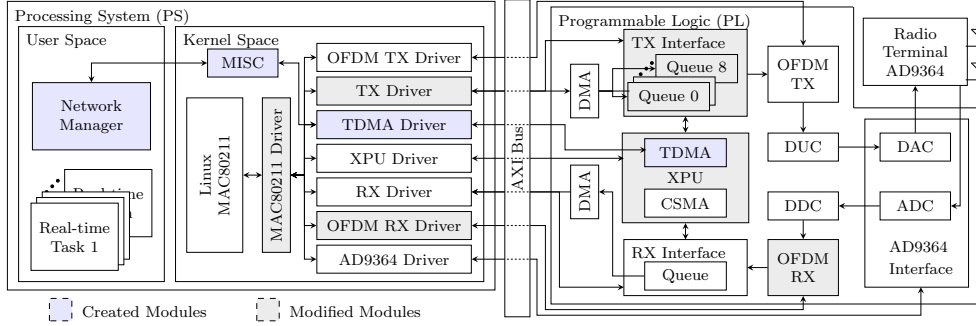 Processing System (PS)
User Space
Network
Manager
Real-time
Real-time
Task 1
Kernel Space
MISC
Linux
MAC80211
MAC80211 Driver
OFDM TX Driver
TX Driver
TDMA Driver
XPU Driver
RX Driver
OFDM RX Driver
AD9364 Driver
AXI Bus
Programmable Logic (PL)
TX Interface
Queue 8
Queue 0
DMA
TDMA
XPU
CSMA
DMA
RX Interface
Queue
OFDM
TX
DUC
DDC
OFDM
RX
Radio
Terminal
AD9364
DAC
ADC
AD9364
Interface
Created Modules
Modified Modules